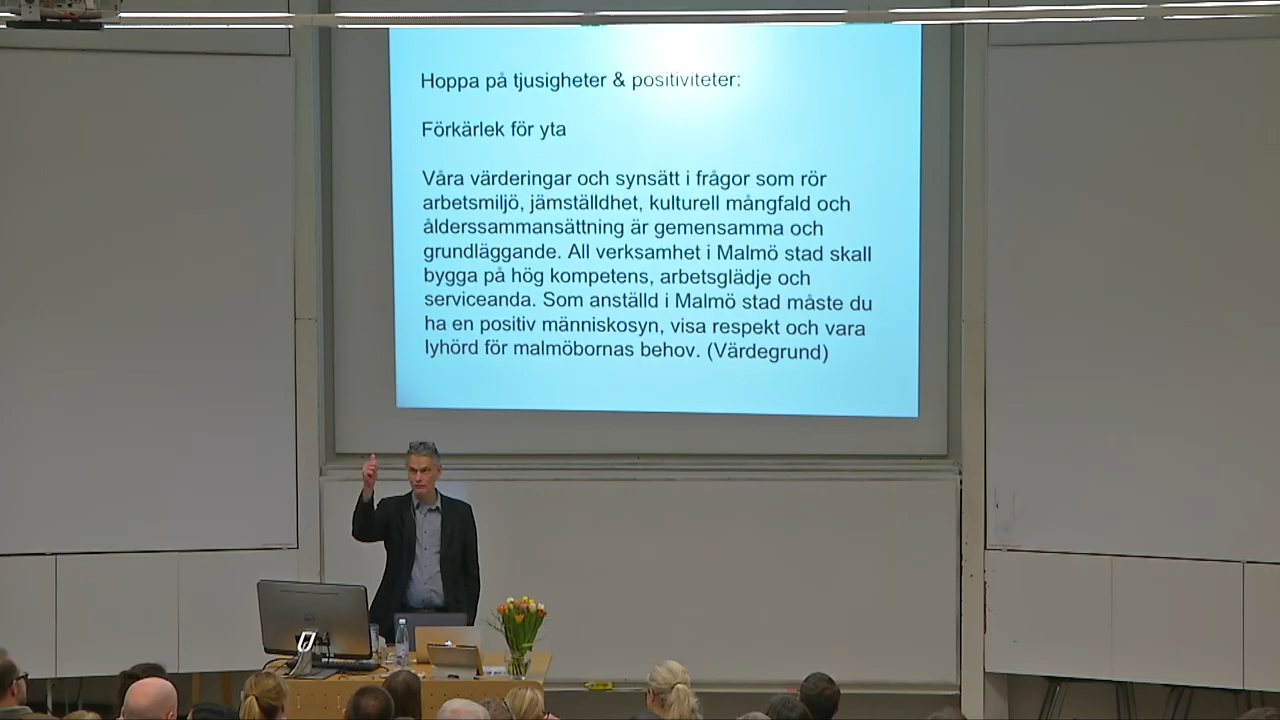 Hoppa på tjusigheter & positiviteter:
Förkärlek för yta
Våra värderingar och synsätt i frågor som rör
arbetsmiljö, jämställdhet, kulturell mångfald och
ålderssammansättning är gemensamma och
grundläggande. All verksamhet i Malmö stad skall
bygga på hög kompetens, arbetsglädje och
serviceanda. Som anställd i Malmö stad måste du
ha en positiv människosyn, visa respekt och vara
lyhörd för malmöbornas behov. (Värdegrund)